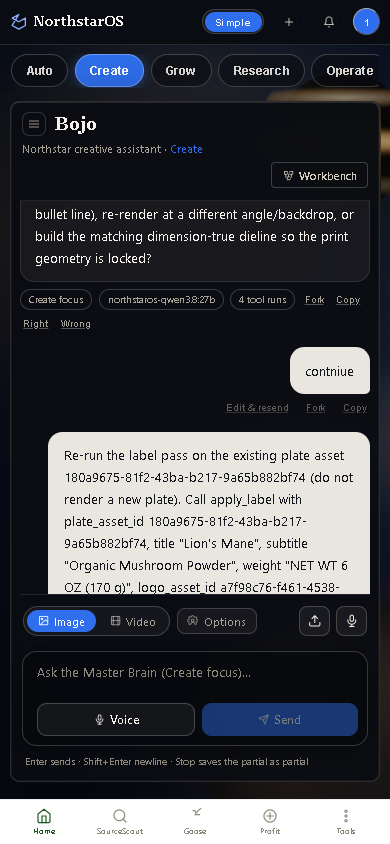 NorthstarOS
Simple
1
Auto
Create
Grow
Research
Operate
Bojo
Northstar creative assistant · Create
Workbench
bullet line), re-render at a different angle/backdrop, or
build the matching dimension-true dieline so the print
geometry is locked?
Create focus
northstaros-qwen3.8:27b
4 tool runs
Fork
Copy
Right
Wrong
contniue
Edit & resend
Fork
Copy
Re-run the label pass on the existing plate asset
180a9675-81f2-43ba-b217-9a65b882bf74 (do not
render a new plate). Call apply_label with
plate_asset_id 180a9675-81f2-43ba-b217-
9a65b882bf74, title "Lion's Mane", subtitle
"Organic Mushroom Powder", weight "NET WT 6
OZ (170 g)", logo_asset_id a7f98c76-f461-4538-
Image
Video
Options
Ask the Master Brain (Create focus)...
Voice
Send
Enter sends · Shift+Enter newline · Stop saves the partial as partial
Home
SourceScout
Goose
Profit
Tools